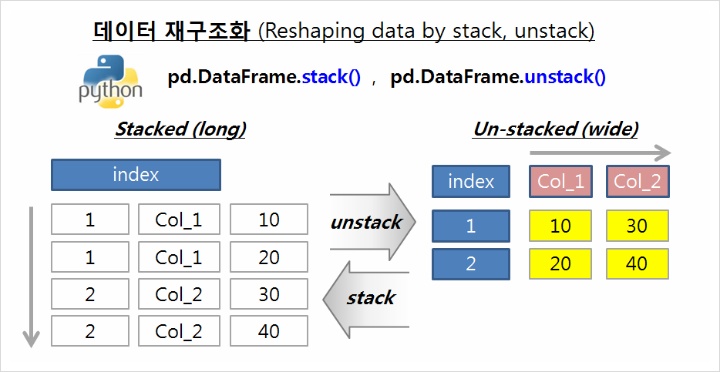 데이터 재구조화 (Reshaping data by stack, unstack)
python
pd.DataFrame.stack() , pd.DataFrame.unstack()
Stacked (long)
index
1 Col_1 10
1 Col_1 20
2 Col_2 30
2 Col_2 40
unstack
stack
Un-stacked (wide)
index Col_1 Col_2
1 10 30
2 20 40